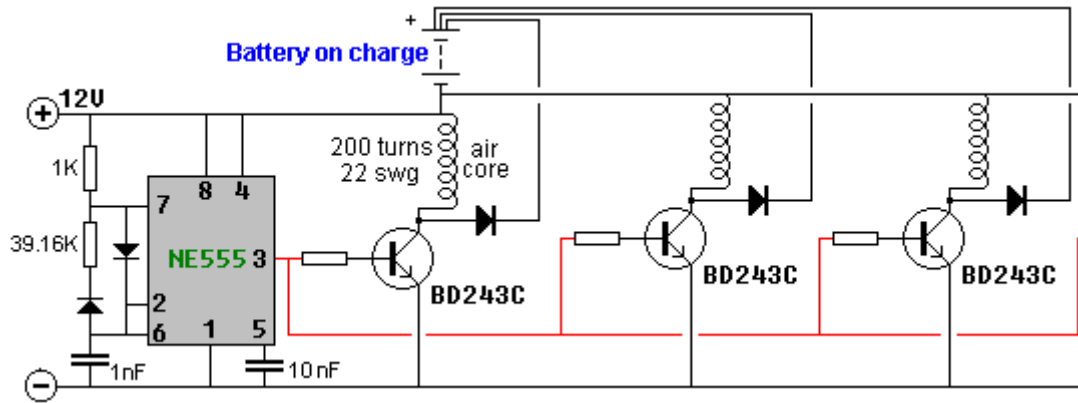 +
Battery on charge
+
12V
200 turns
22 swg
air
core
1K
8
4
7
39.16K
NE555
3
BD243C
BD243C
BD243C
2
6
1
5
1nF
10nF
−